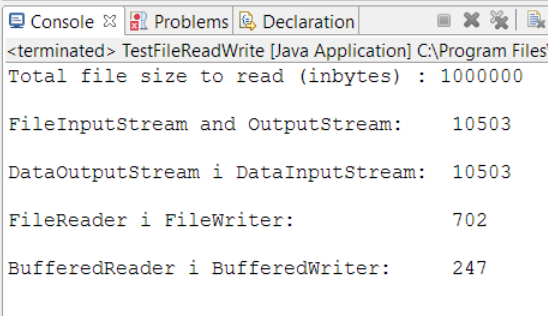 Console Problems Declaration
<terminated> TestFileReadWrite [Java Application] C:\Program Files\
Total file size to read (inbytes) : 1000000
FileInputStream and OutputStream: 10503
DataOutputStream i DataInputStream: 10503
FileReader i FileWriter: 702
BufferedReader i BufferedWriter: 247